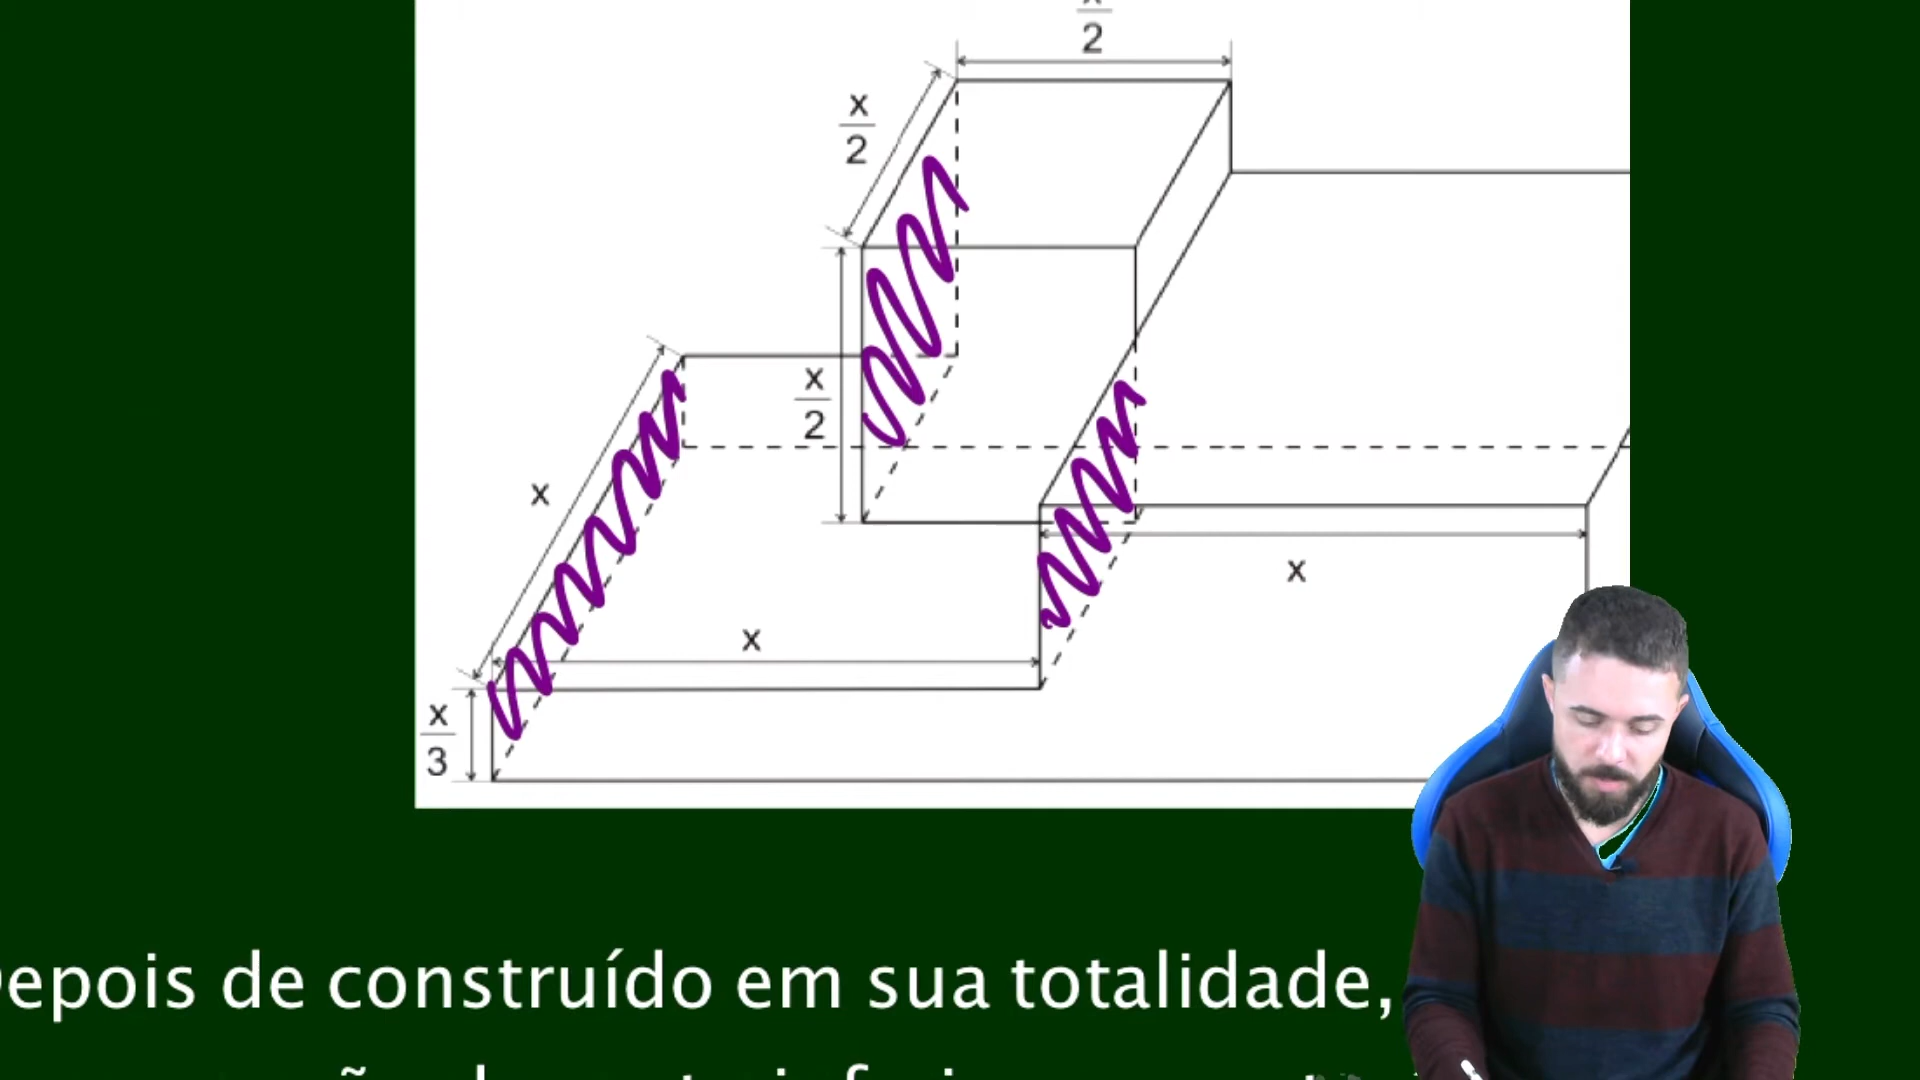 2
x
2
x
2
x
x
x
x
3
epois de construído em sua totalidade,